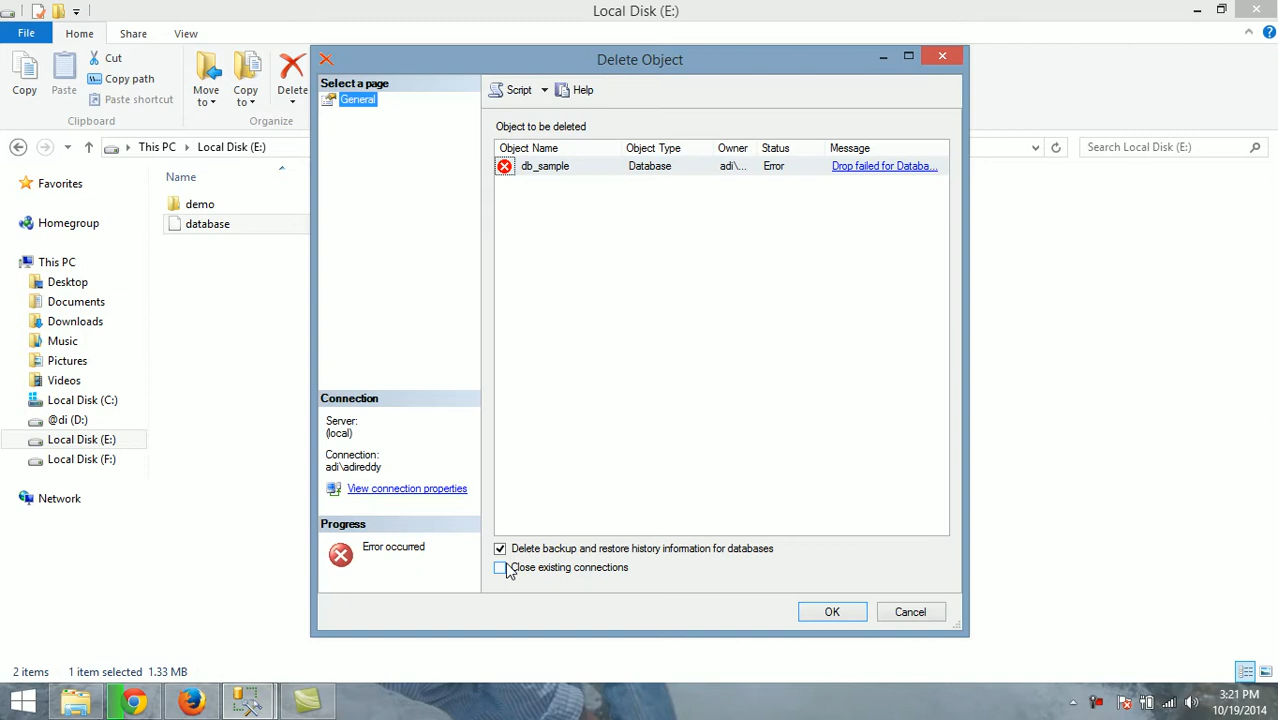 Local Disk (E:)
File Home Share View
Copy
Paste
Cut
Copy path
Paste shortcut
Clipboard
Move to
Copy to
Delete
Organize
This PC Local Disk (E:)
Search Local Disk (E:)
Favorites
Homegroup
This PC
Desktop
Documents
Downloads
Music
Pictures
Videos
Local Disk (C:)
@di (D:)
Local Disk (E:)
Local Disk (F:)
Network
Name
demo
database
Delete Object
Select a page
General
Script Help
Object to be deleted
Object Name Object Type Owner Status Message
db_sample Database adi\... Error Drop failed for Databa...
Connection
Server:
(local)
Connection:
adi\adireddy
View connection properties
Progress
Error occurred
Delete backup and restore history information for databases
Close existing connections
OK Cancel
2 items 1 item selected 1.33 MB
3:21 PM
10/19/2014